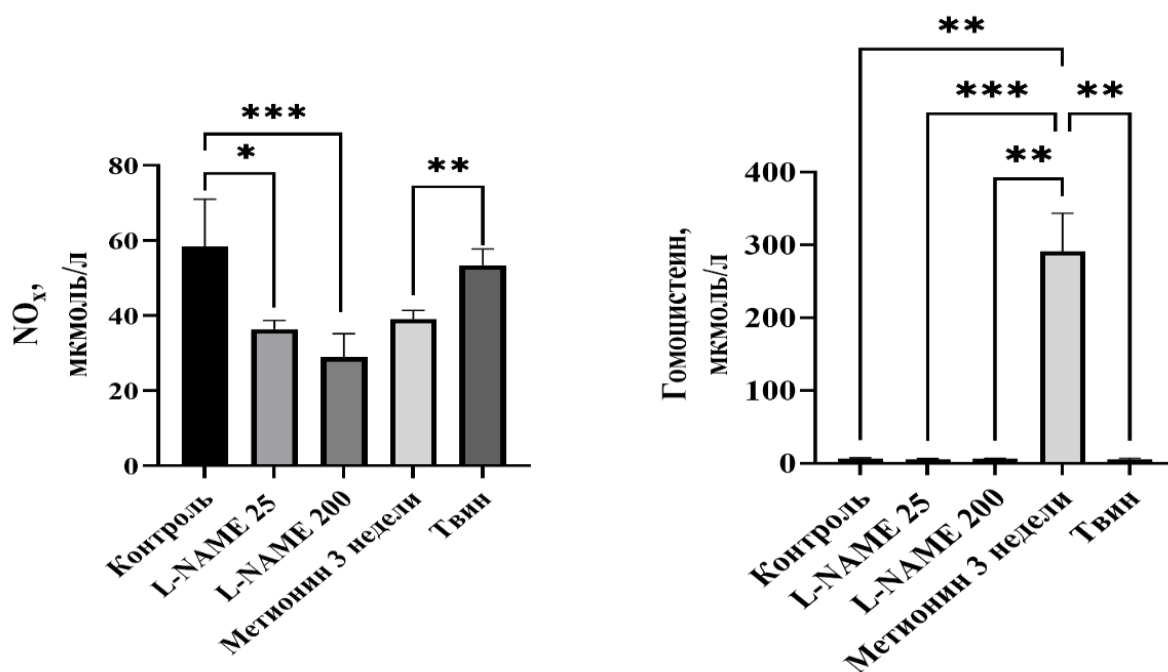 ***
*
**
80
60
40
20
0
NOx,
мкмоль/л
Контроль
L-NAME 25
L-NAME 200
Метионин 3 недели
Твин
**
***
**
**
400
300
200
100
0
Гомоцистеин,
мкмоль/л
Контроль
L-NAME 25
L-NAME 200
Метионин 3 недели
Твин